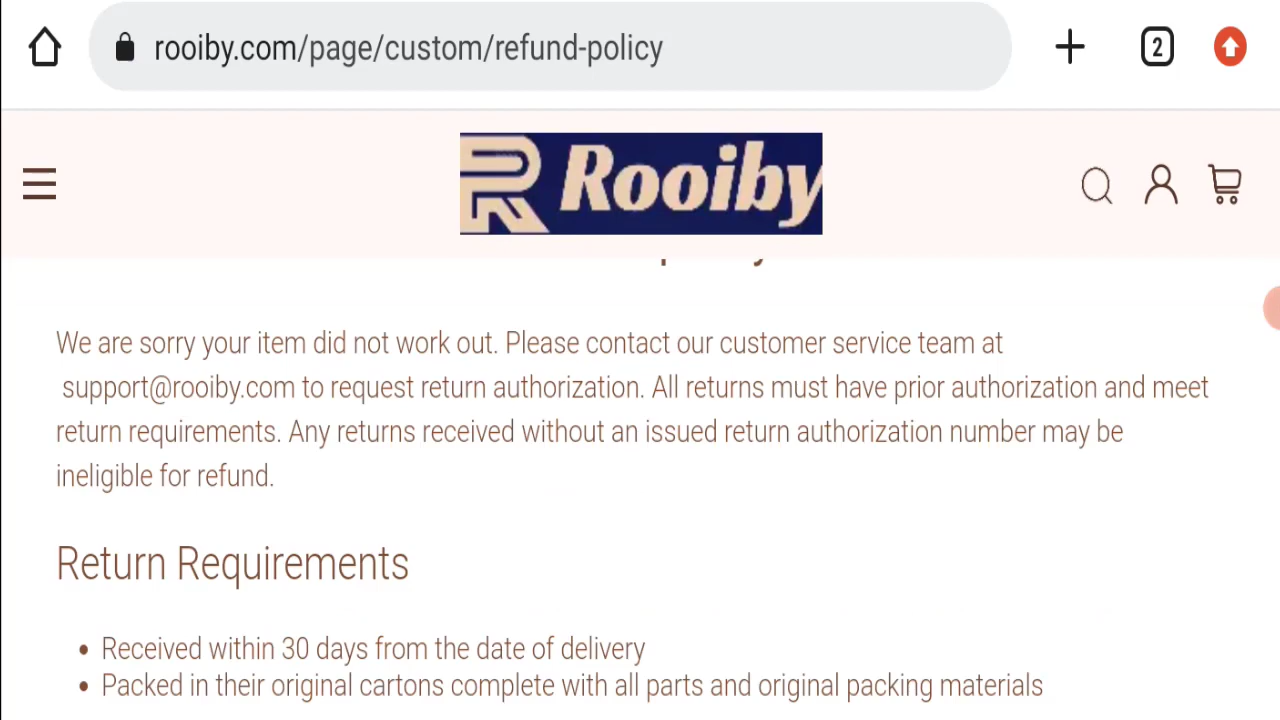 rooiby.com/page/custom/refund-policy
2
Rooiby
We are sorry your item did not work out. Please contact our customer service team at
support@rooiby.com to request return authorization. All returns must have prior authorization and meet
return requirements. Any returns received without an issued return authorization number may be
ineligible for refund.
Return Requirements
• Received within 30 days from the date of delivery
• Packed in their original cartons complete with all parts and original packing materials